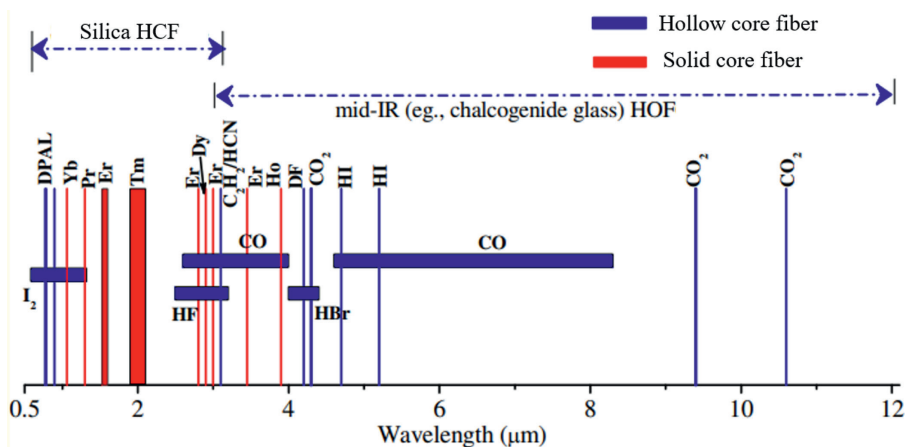 Silica HCF
Hollow core fiber
Solid core fiber
mid-IR (eg., chalcogenide glass) HOF
DPAL
Yb
Pr
Er
Tm
Er
Dy
Er
C₂H₂/HCN
Er
Ho
DF
CO₂
HI
HI
CO₂
CO₂
CO
CO
I₂
HF
HBr
0.5 2 4 6 8 10 12
Wavelength (μm)